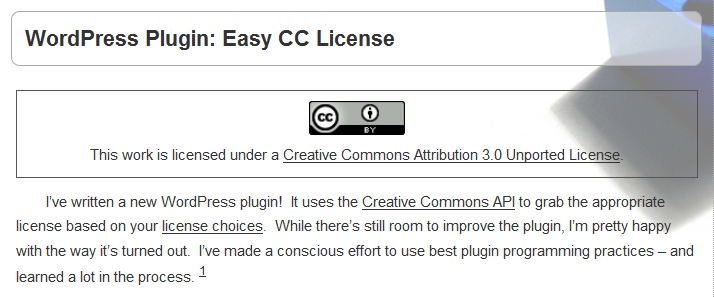 WordPress Plugin: Easy CC License
cc
BY
This work is licensed under a Creative Commons Attribution 3.0 Unported License.
I've written a new WordPress plugin!  It uses the Creative Commons API to grab the appropriate
license based on your license choices.  While there's still room to improve the plugin, I'm pretty happy
with the way it's turned out.  I've made a conscious effort to use best plugin programming practices – and
learned a lot in the process. 1